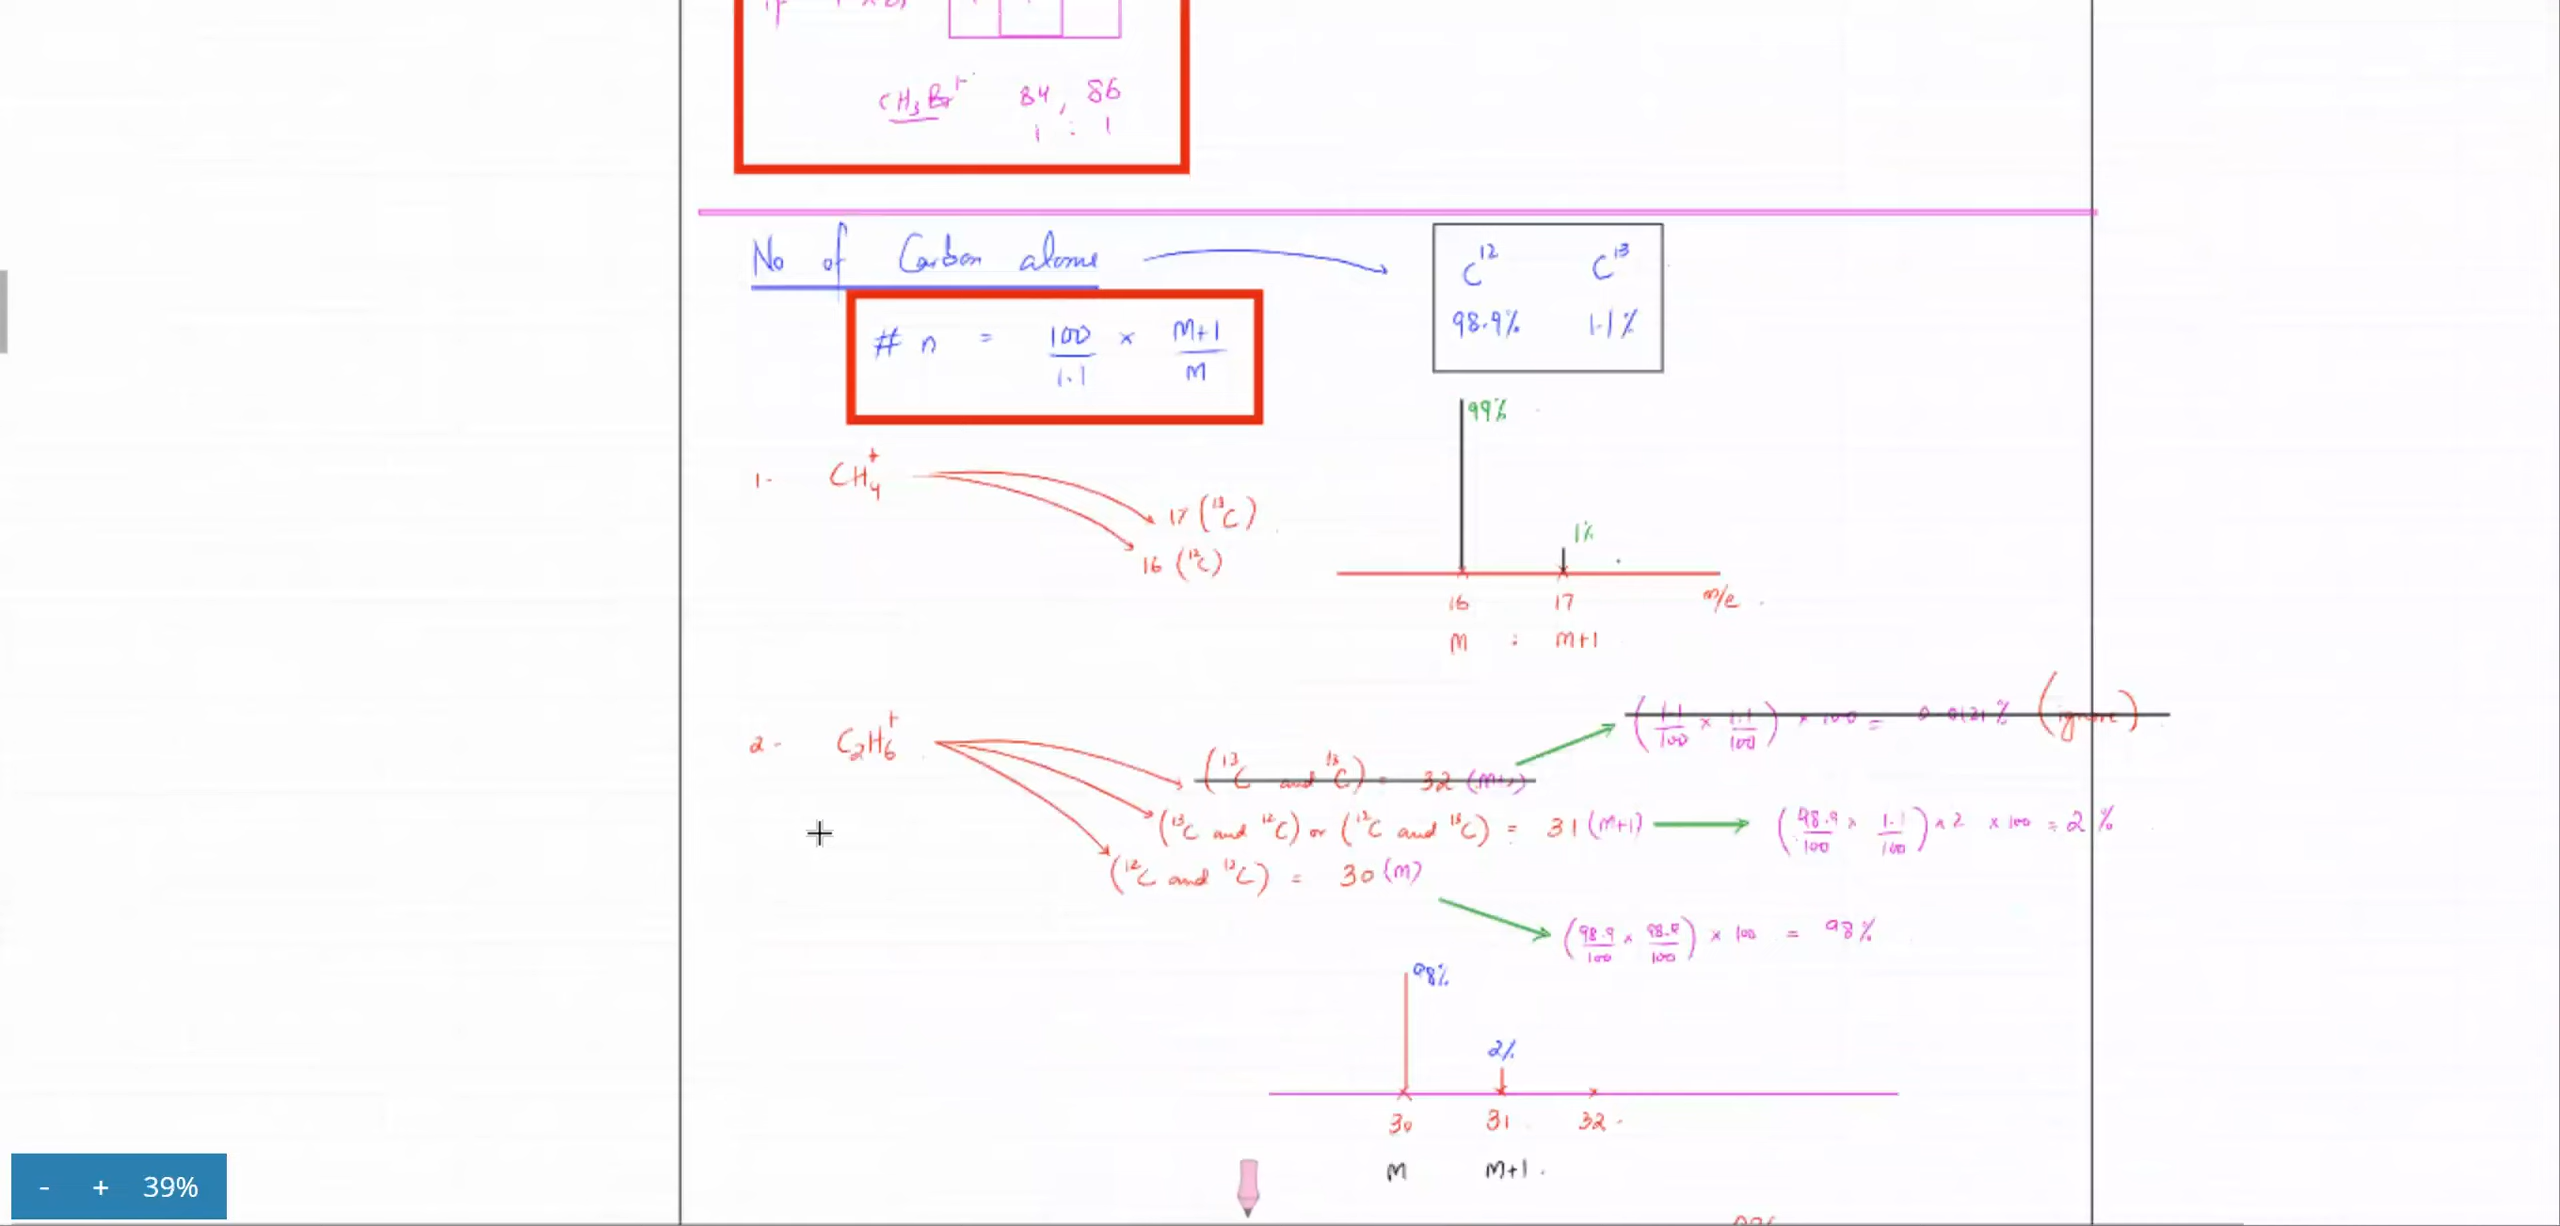 CH3Br+ 84, 86
1 : 1
No of Carbon atoms
C12 C13
98.9% 1.1%
# n = 100/1.1 × M+1/M
99%
1. CH4+
17 (13C)
16 (12C)
1%
16 17 m/e
M : M+1
2. C2H6+
(1.1/100 × 1.1/100) × 100 = 0.0121% (ignore)
(13C and 13C) = 32
(13C and 12C) or (12C and 13C) = 31 (M+1) (98.9/100 × 1.1/100) × 2 × 100 = 2%
(12C and 12C) = 30 (M)
(98.9/100 × 98.9/100) × 100 = 98%
98%
2%
30 31 32
M M+1
- + 39%